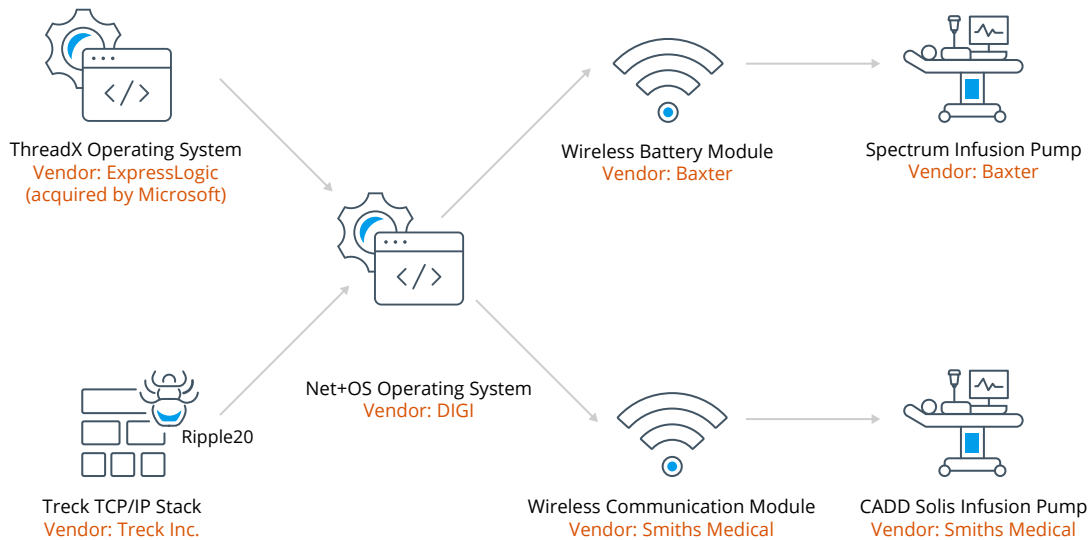 ThreadX Operating System
Vendor: ExpressLogic
(acquired by Microsoft)
Wireless Battery Module
Vendor: Baxter
Spectrum Infusion Pump
Vendor: Baxter
</>
</>
Net+OS Operating System
Vendor: DIGI
Ripple20
Treck TCP/IP Stack
Vendor: Treck Inc.
Wireless Communication Module
Vendor: Smiths Medical
CADD Solis Infusion Pump
Vendor: Smiths Medical